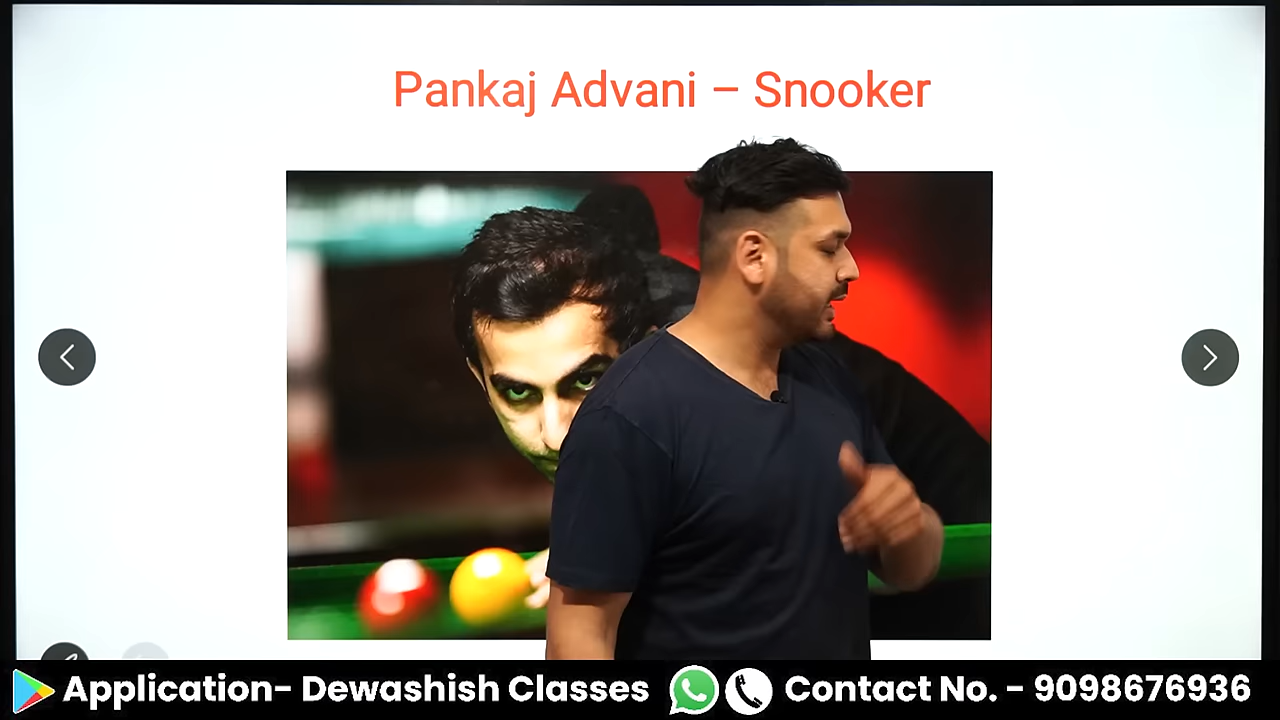 Pankaj Advani – Snooker
Application- Dewashish Classes Contact No. - 9098676936